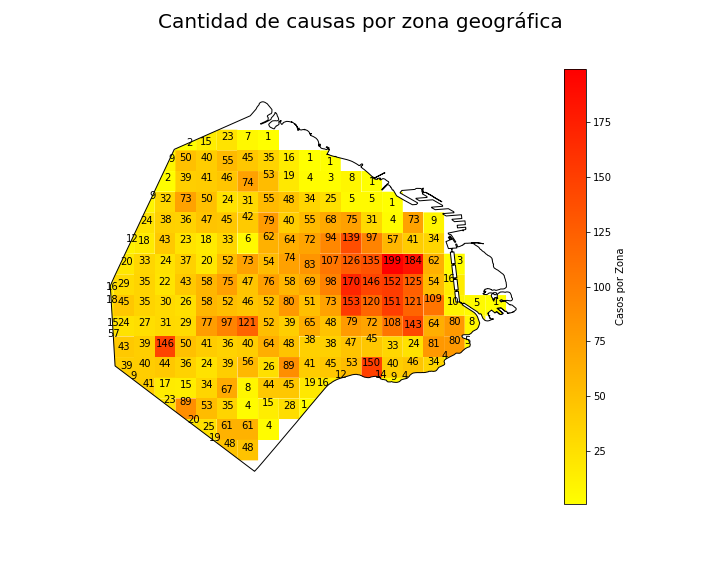 Cantidad de causas por zona geográfica
2 15 23 7 1
9 50 40 55 45 35 16 1 1
2 39 41 46 74 53 19 4 3 8 1
9 32 73 50 24 31 55 48 34 25 5 5 1
24 38 36 47 45 42 79 40 55 68 75 31 4 73 9
12 18 43 23 18 33 6 62 64 72 94 139 97 57 41 34
20 33 24 37 20 52 73 54 74 83 107 126 135 199 184 62 3
16 29 35 22 43 58 75 47 76 58 69 98 170 146 152 125 54 16
18 45 35 30 26 58 52 46 52 80 51 73 153 120 151 121 109 10 5 1
15 24 27 31 29 77 97 121 52 39 65 48 79 72 108 143 64 80 8
57 43 39 146 50 41 36 40 64 48 38 38 47 45 33 24 81 80 5
39 40 44 36 24 39 56 26 89 41 45 53 150 40 46 34 4
9 41 17 15 34 67 8 44 45 19 16 12 14 9 4
23 89 53 35 4 15 28 1
20 25 61 61 4
19 48 48
175
150
125
100
75
50
25
Casos por Zona